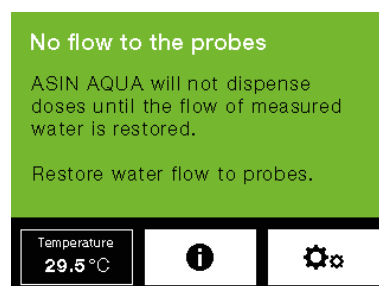 No flow to the probes
ASIN AQUA will not dispense
doses until the flow of measured
water is restored.
Restore water flow to probes.
Temperature
29.5°C